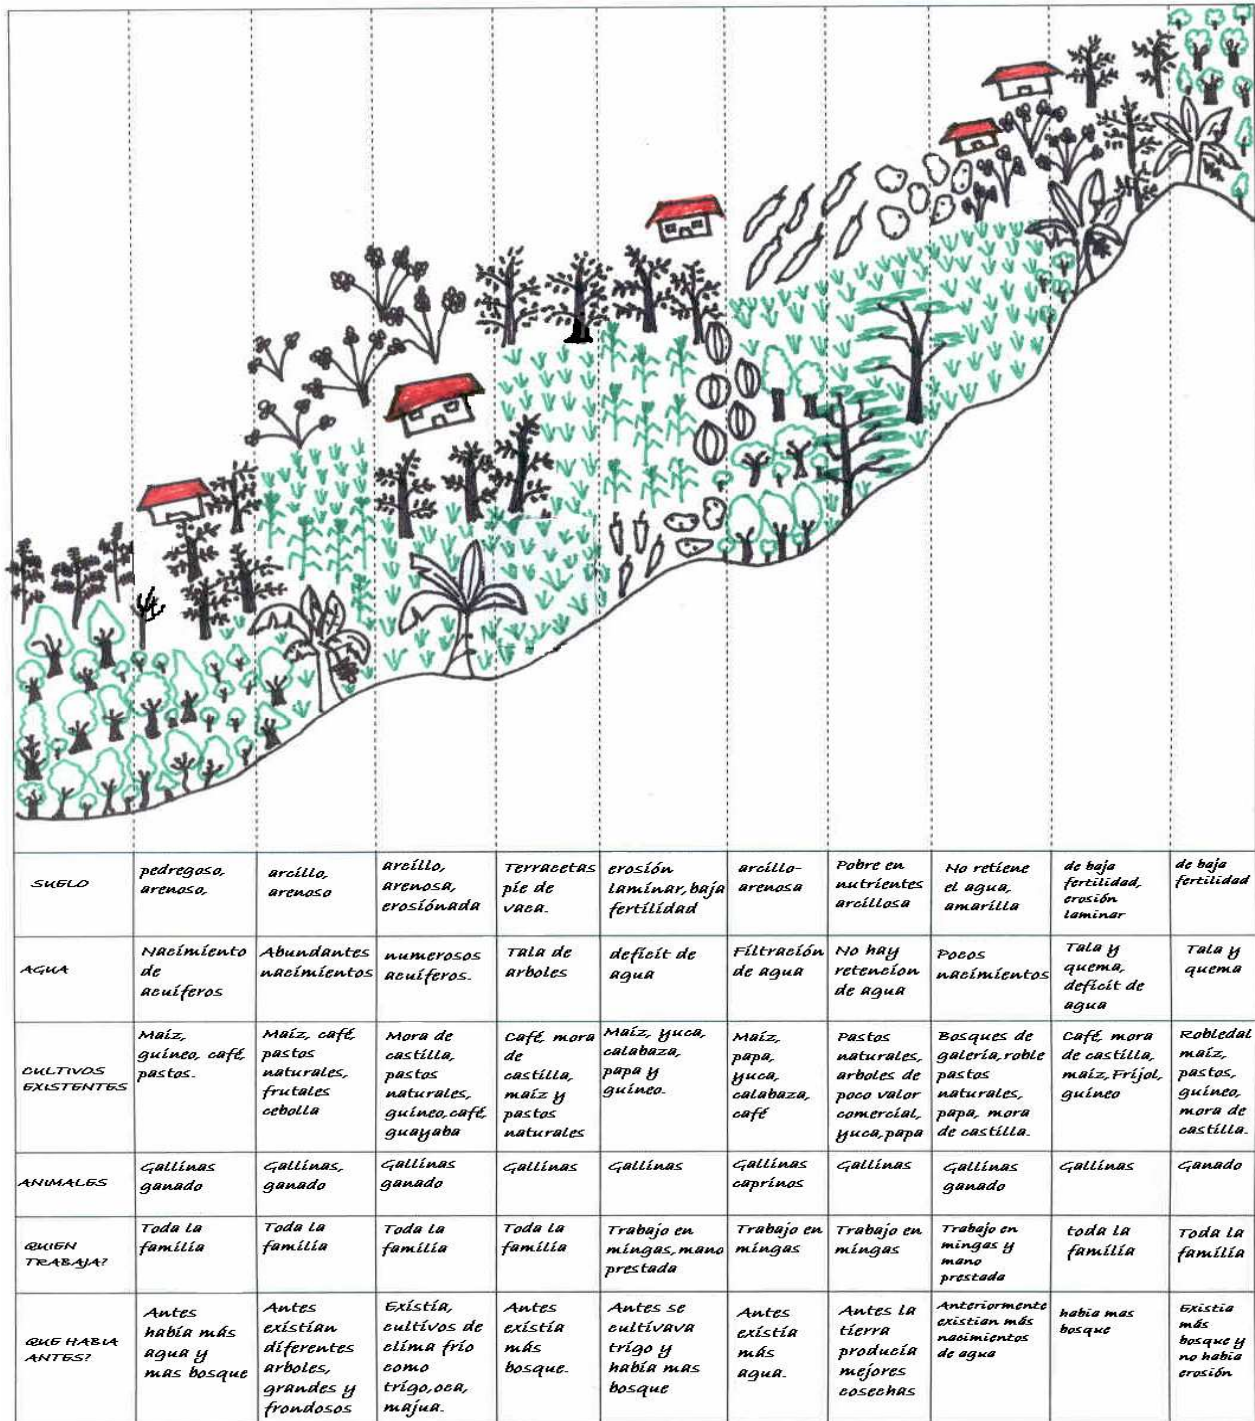 SUELO
pedregoso,
arenoso,
arcillo,
arenoso
arcillo,
arenosa,
erosionada
Terracetas
pie de
vaca.
erosión
laminar, baja
fertilidad
arcillo-
arenosa
Pobre en
nutrientes
arcillosa
No retiene
el agua,
amarilla
de baja
fertilidad,
erosión
laminar
de baja
fertilidad
AGUA
Nacimiento
de
acuíferos
Abundantes
nacimientos
numerosos
acuíferos.
Tala de
arboles
deficit de
agua
Filtración
de agua
No hay
retencion
de agua
Pocos
nacimientos
Tala y
quema,
deficit de
agua
Tala y
quema
CULTIVOS
EXISTENTES
Maíz,
guineo, café,
pastos.
Maíz, café,
pastos
naturales,
frutales
cebolla
Mora de
castilla,
pastos
naturales,
guineo, café,
guayaba
Café, mora
de
castilla,
maíz y
pastos
naturales
Maíz, yuca,
calabaza,
papa y
guineo.
Maíz,
papa,
yuca,
calabaza,
café
Pastos
naturales,
arboles de
poco valor
comercial,
yuca, papa
Bosques de
galería, roble
pastos
naturales,
papa, mora
de castilla.
Café, mora
de castilla,
maíz, Frijol,
guineo
Robledal
maíz,
pastos,
guineo,
mora de
castilla.
ANIMALES
Gallinas
ganado
Gallinas,
ganado
Gallinas
ganado
Gallinas
Gallinas
Gallinas
caprinos
Gallinas
Gallinas
ganado
Gallinas
Ganado
QUIEN
TRABAJA?
Toda la
familia
Toda la
familia
Toda la
familia
Toda la
familia
Trabajo en
mingas, mano
prestada
Trabajo en
mingas
Trabajo en
mingas
Trabajo en
mingas y
mano
prestada
toda la
familia
Toda la
familia
QUE HABIA
ANTES?
Antes
había más
agua y
mas bosque
Antes
existían
diferentes
arboles,
grandes y
frondosos
Existía,
cultivos de
clima frío
como
trigo, oca,
majua.
Antes
existía
más
bosque.
Antes se
cultivava
trigo y
había mas
bosque
Antes
existía
más
agua.
Antes la
tierra
producía
mejores
cosechas
Anteriormente
existian más
nacimientos
de agua
habia mas
bosque
Existia
más
bosque y
no habia
erosión